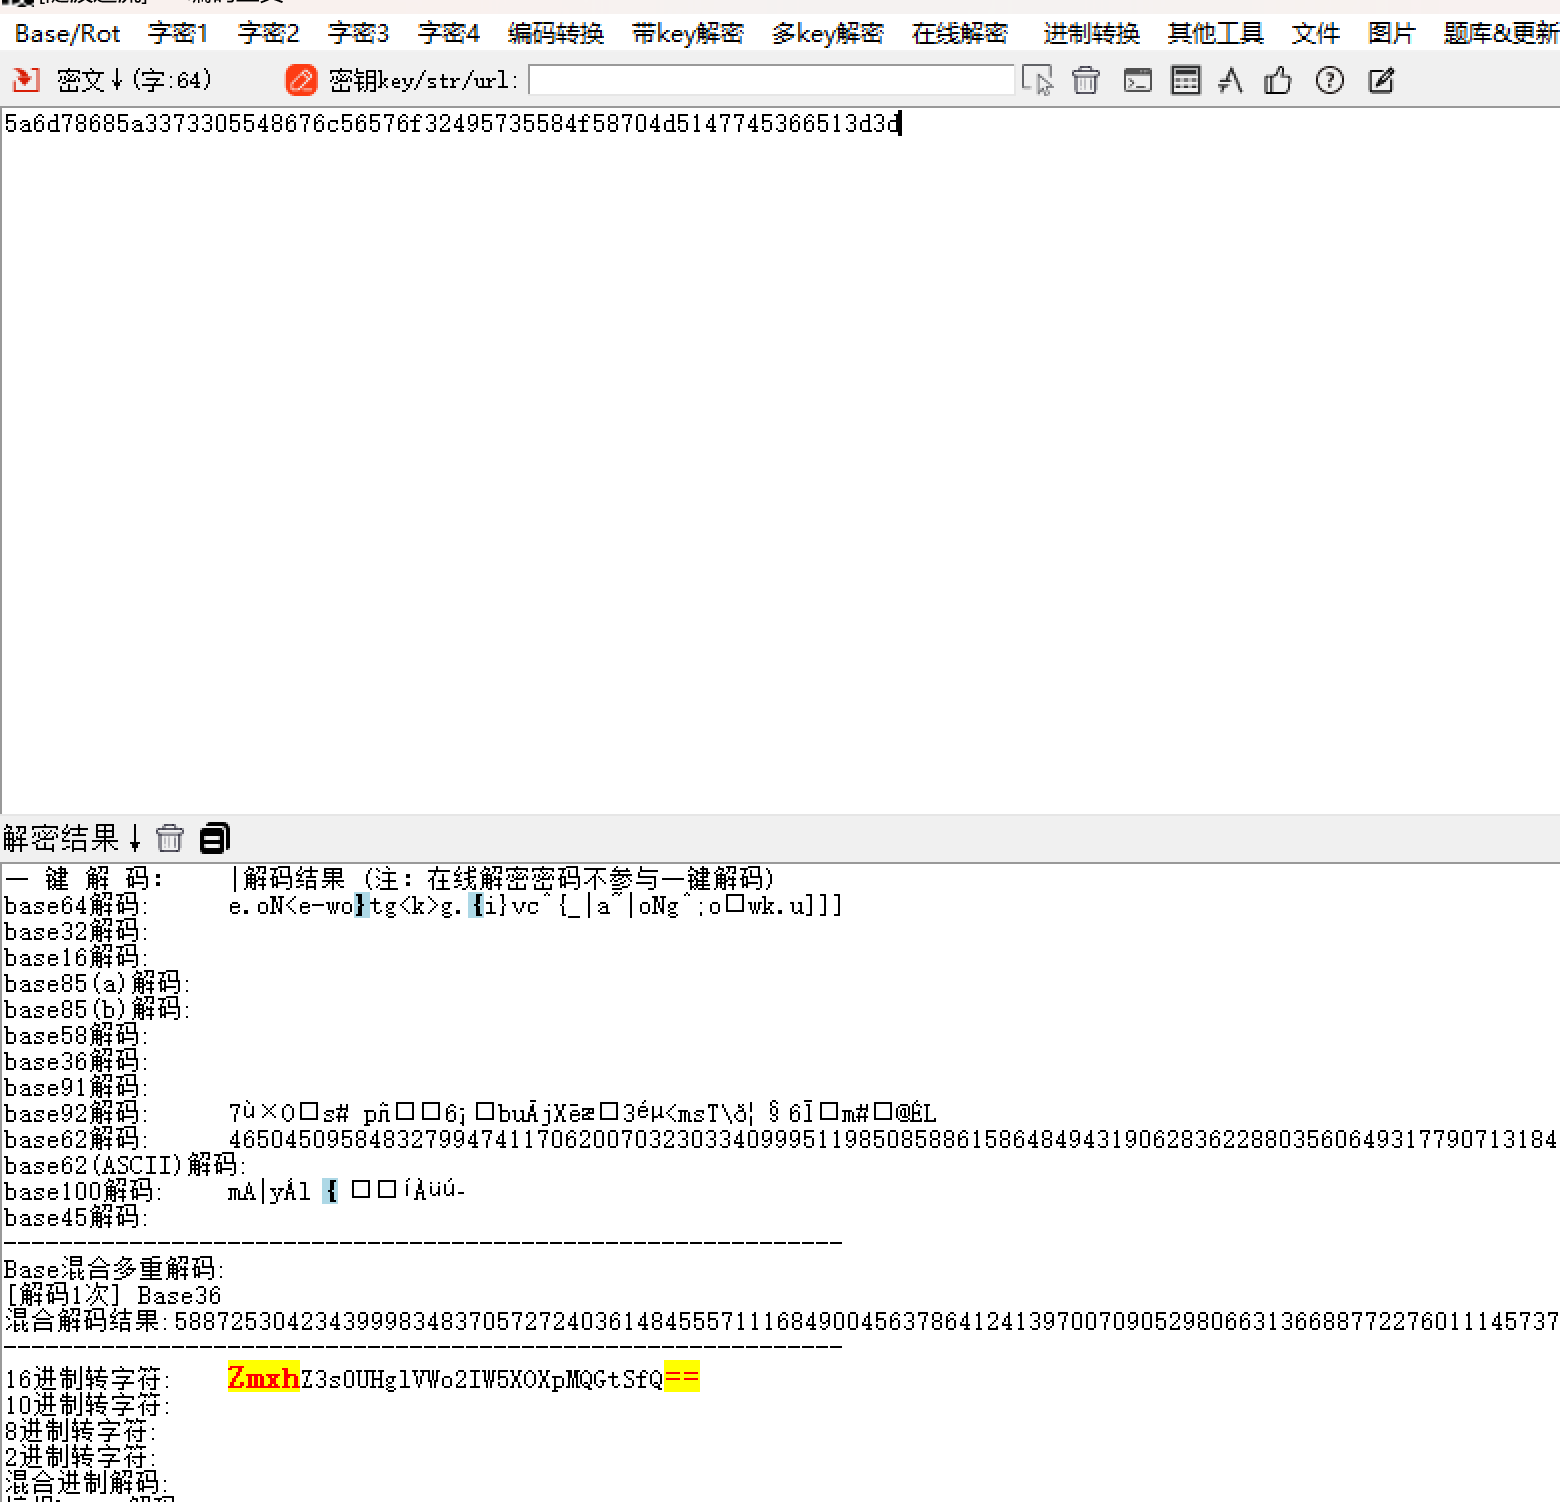 Base/Rot 字密1 字密2 字密3 字密4 编码转换 带key解密 多key解密 在线解密 进制转换 其他工具 文件 图片 题库&更新
密文↓(字:64) 密钥key/str/url:
5a6d78685a3373305548676c56576f32495735584f58704d5147745366513d3d
解密结果↓
一 键 解 码: |解码结果 (注: 在线解密密码不参与一键解码)
base64解码: e.oN<e-wo}tg<k>g.{i}vcˆ{_|a˜|oNgˆ;o□wk.u]]]
base32解码:
base16解码:
base85(a)解码:
base85(b)解码:
base58解码:
base36解码:
base91解码:
base92解码: 7ù×O□s# pñ□□6¡□buÃjXëæ□3éµ<msT\ð¦§6Ì□m#□@ÉL
base62解码: 46504509584832799474117062007032303340999511985085886158648494319062836228803560649317790713184
base62(ASCII)解码:
base100解码: mA|yÅl {□□íÀüú-
base45解码:
------------------------------------------------------------
Base混合多重解码:
[解码1次] Base36
混合解码结果:588725304234399983483705727240361484555711168490045637864124139700709052980663136688772276011145737
------------------------------------------------------------
16进制转字符: ZmxhZ3s0UHglVWo2IW5XOXpMQGtSfQ==
10进制转字符:
8进制转字符:
2进制转字符:
混合进制解码: